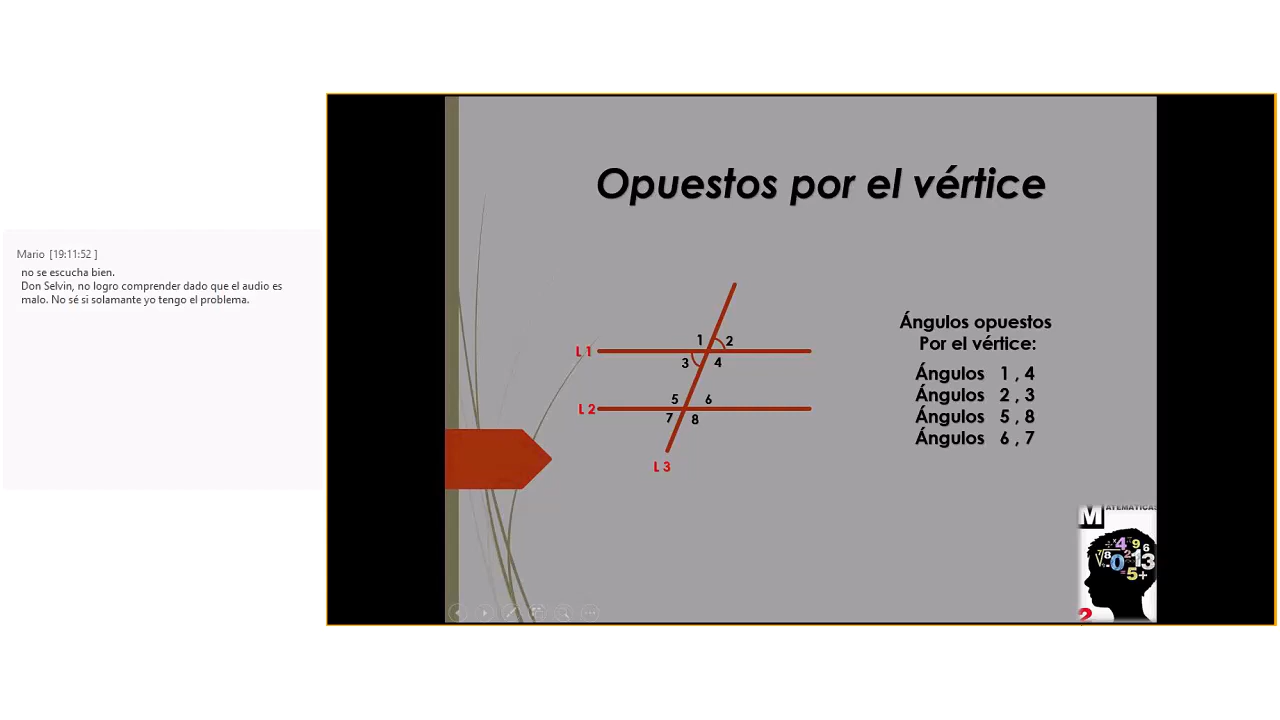 Mario [19:11:52 ]
no se escucha bien.
Don Selvin, no logro comprender dado que el audio es
malo. No sé si solamante yo tengo el problema.
Opuestos por el vértice
1 2
L 1
3 4
5 6
L 2
7 8
L 3
Ángulos opuestos
Por el vértice:
Ángulos 1 , 4
Ángulos 2 , 3
Ángulos 5 , 8
Ángulos 6 , 7
MATEMÁTICAS
2